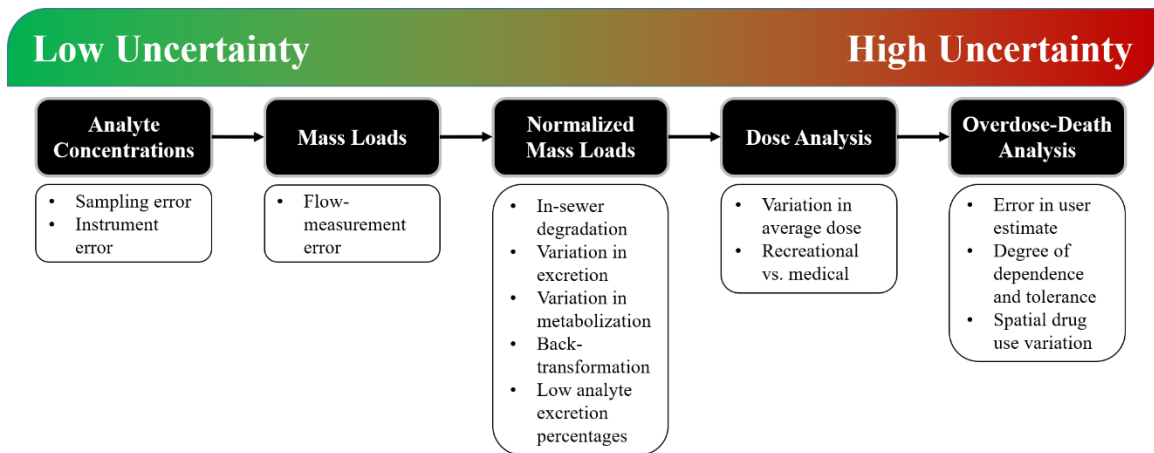 Low Uncertainty
High Uncertainty
Analyte
Concentrations
• Sampling error
• Instrument
error
Mass Loads
• Flow-
measurement
error
Normalized
Mass Loads
• In-sewer
degradation
• Variation in
excretion
• Variation in
metabolization
• Back-
transformation
• Low analyte
excretion
percentages
Dose Analysis
• Variation in
average dose
• Recreational
vs. medical
Overdose-Death
Analysis
• Error in user
estimate
• Degree of
dependence
and tolerance
• Spatial drug
use variation